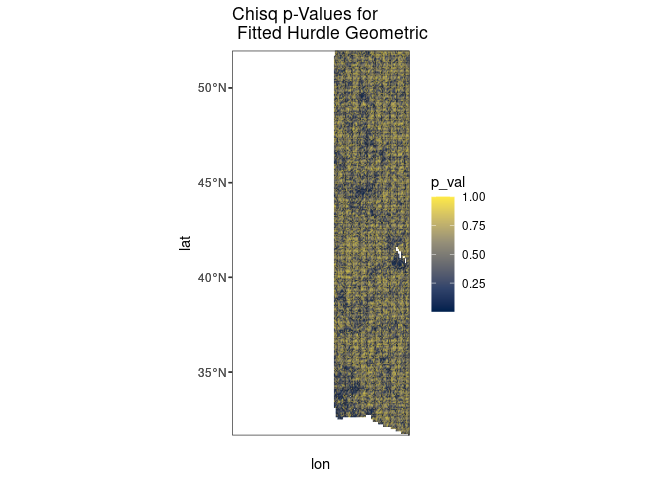 Chisq p-Values for
Fitted Hurdle Geometric
50°N
45°N
40°N
35°N
lat
lon
p_val
1.00
0.75
0.50
0.25